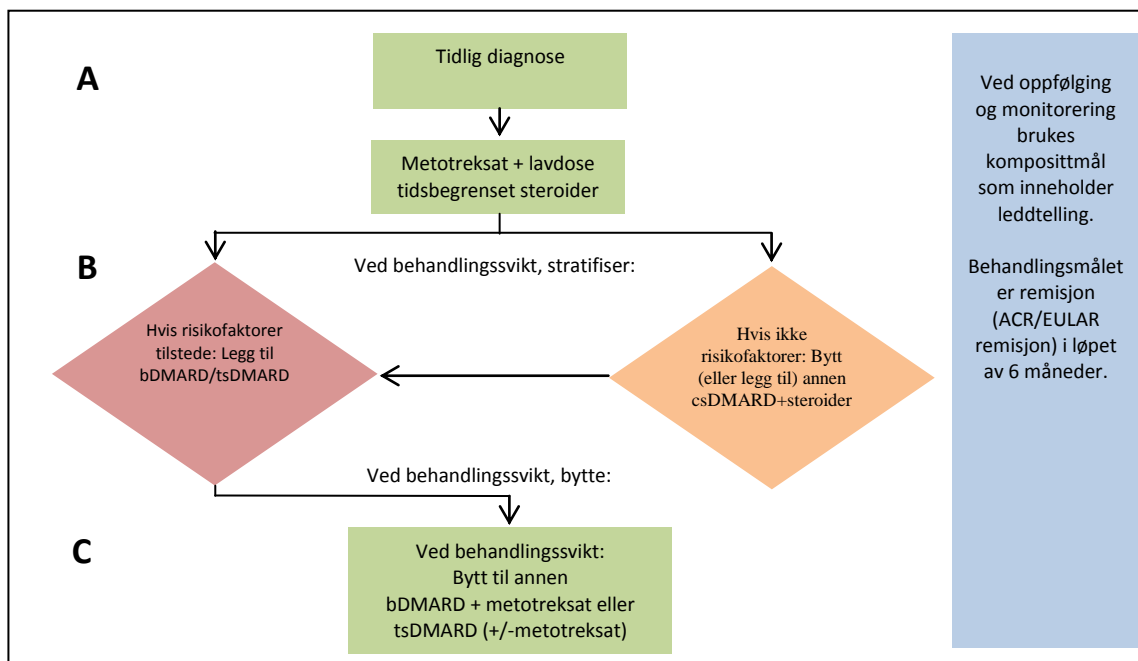 A
Tidlig diagnose
Metotreksat + lavdose
tidsbegrenset steroider
B
Ved behandlingssvikt, stratifiser:
Hvis risikofaktorer
tilstede: Legg til
bDMARD/tsDMARD
Hvis ikke
risikofaktorer: Bytt
(eller legg til) annen
csDMARD+steroider
Ved behandlingssvikt, bytte:
C
Ved behandlingssvikt:
Bytt til annen
bDMARD + metotreksat eller
tsDMARD (+/-metotreksat)
Ved oppfølging
og monitorering
brukes
komposittmål
som inneholder
leddtelling.
Behandlingsmålet
er remisjon
(ACR/EULAR
remisjon) i løpet
av 6 måneder.